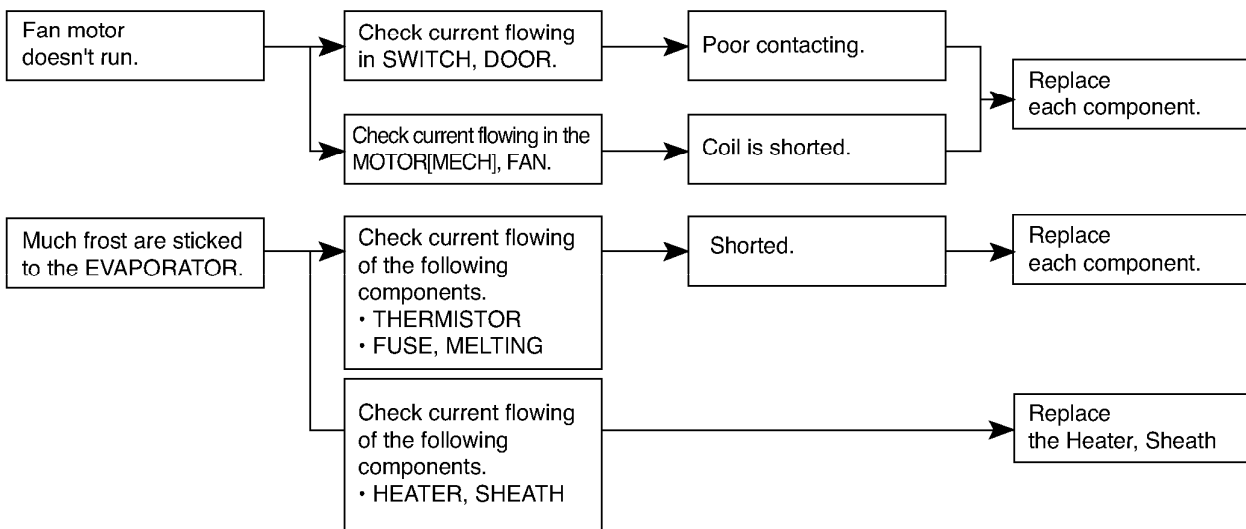 Fan motor
doesn't run.
Check current flowing
in SWITCH, DOOR.
Poor contacting.
Check current flowing in the
MOTOR[MECH], FAN.
Coil is shorted.
Replace
each component.
Much frost are sticked
to the EVAPORATOR.
Check current flowing
of the following
components.
• THERMISTOR
• FUSE, MELTING
Shorted.
Replace
each component.
Check current flowing
of the following
components.
• HEATER, SHEATH
Replace
the Heater, Sheath